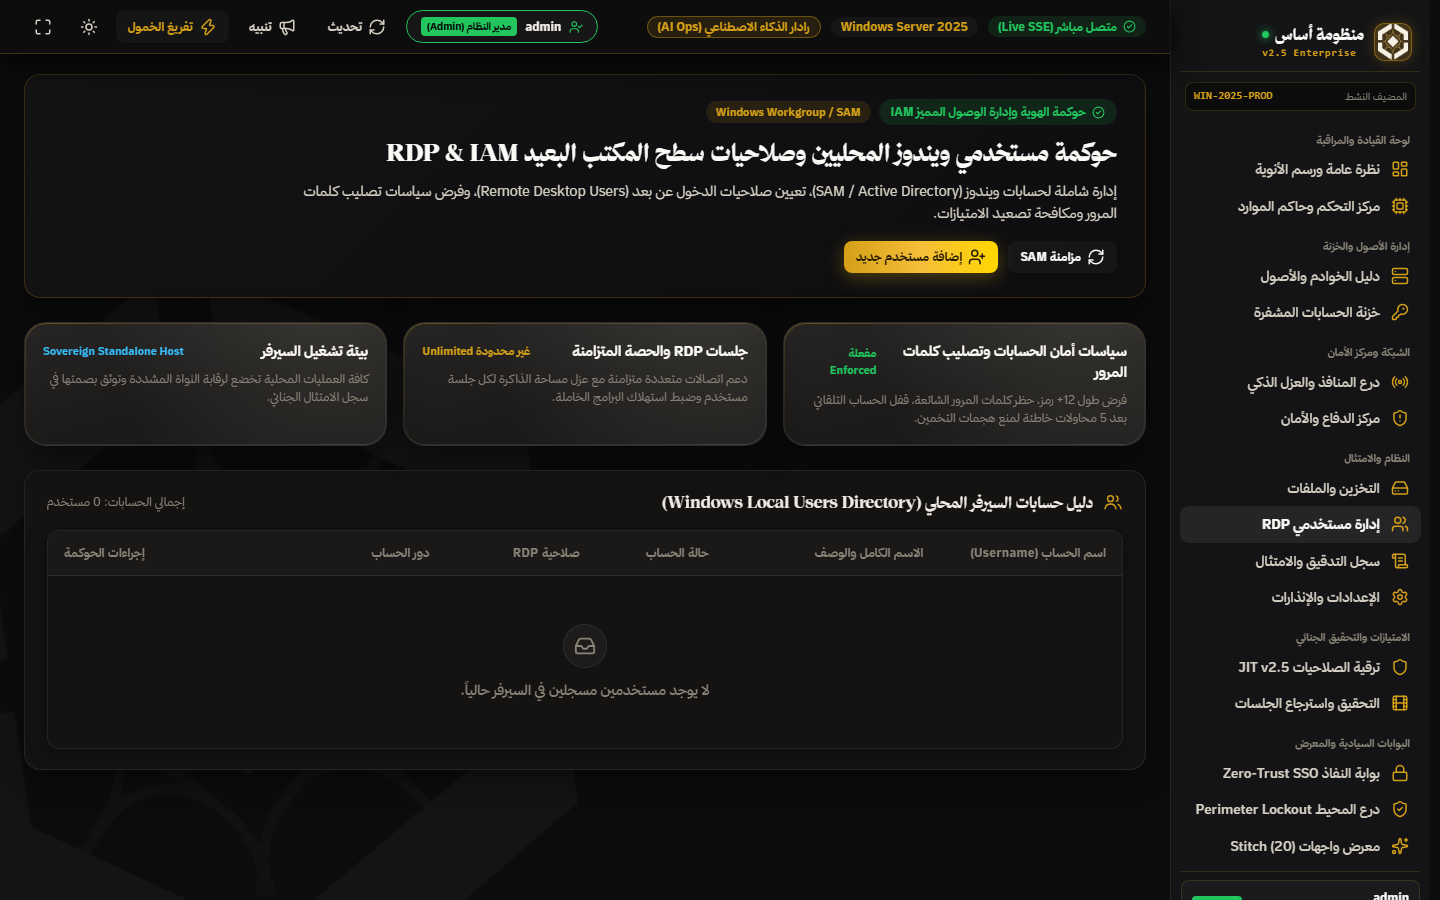 منظومة أساس
v2.5 Enterprise
المضيف النشط
WIN-2025-PROD
لوحة القيادة والمراقبة
نظرة عامة ورسم الأنوية
مركز التحكم وحاكم الموارد
إدارة الأصول والخزنة
دليل الخوادم والأصول
خزنة الحسابات المشفرة
الشبكة ومركز الأمان
درع المنافذ والعزل الذكي
مركز الدفاع والأمان
النظام والامتثال
التخزين والملفات
إدارة مستخدمي RDP
سجل التدقيق والامتثال
الإعدادات والإنذارات
الامتيازات والتحقيق الجنائي
ترقية الصلاحيات JIT v2.5
التحقيق واسترجاع الجلسات
البوابات السيادية والمعرض
بوابة النفاذ Zero-Trust SSO
درع المحيط Perimeter Lockout
معرض واجهات Stitch (20)
admin
متصل مباشر (Live SSE)
Windows Server 2025
رادار الذكاء الاصطناعي (AI Ops)
admin
مدير النظام (Admin)
تحديث
تنبيه
تفريغ الخمول
حوكمة الهوية وإدارة الوصول المميز IAM
Windows Workgroup / SAM
حوكمة مستخدمي ويندوز المحليين وصلاحيات سطح المكتب البعيد RDP & IAM
إدارة شاملة لحسابات ويندوز (SAM / Active Directory)، تعيين صلاحيات الدخول عن بعد (Remote Desktop Users)، وفرض سياسات تصليب كلمات
المرور ومكافحة تصعيد الامتيازات.
مزامنة SAM
إضافة مستخدم جديد
سياسات أمان الحسابات وتصليب كلمات
المرور
مفعلة
Enforced
فرض طول 12+ رمز، حظر كلمات المرور الشائعة، قفل الحساب التلقائي
بعد 5 محاولات خاطئة لمنع هجمات التخمين.
جلسات RDP والحصة المتزامنة
غير محدودة Unlimited
دعم اتصالات متعددة متزامنة مع عزل مساحة الذاكرة لكل جلسة
مستخدم وضبط استهلاك البرامج الخاملة.
بيئة تشغيل السيرفر
Sovereign Standalone Host
كافة العمليات المحلية تخضع لرقابة النواة المشددة وتوثق بصمتها في
سجل الامتثال الجنائي.
دليل حسابات السيرفر المحلي (Windows Local Users Directory)
إجمالي الحسابات: 0 مستخدم
اسم الحساب (Username)
الاسم الكامل والوصف
حالة الحساب
صلاحية RDP
دور الحساب
إجراءات الحوكمة
لا يوجد مستخدمين مسجلين في السيرفر حالياً.